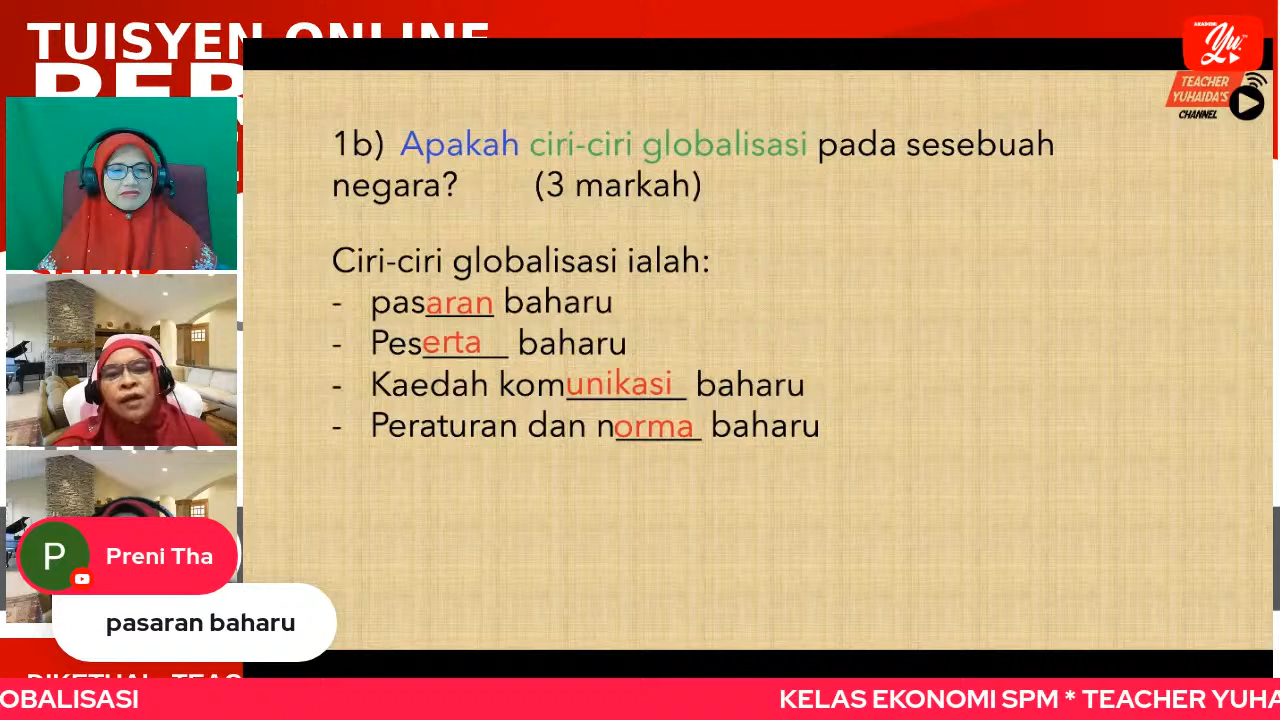 TUISYEN ONLINE
AKADEMI
Yu
TEACHER
YUHAIDA'S
CHANNEL
1b) Apakah ciri-ciri globalisasi pada sesebuah
negara? (3 markah)
Ciri-ciri globalisasi ialah:
- pasaran baharu
- Peserta baharu
- Kaedah komunikasi baharu
- Peraturan dan norma baharu
P
Preni Tha
pasaran baharu
OBALISASI
KELAS EKONOMI SPM * TEACHER YUHA